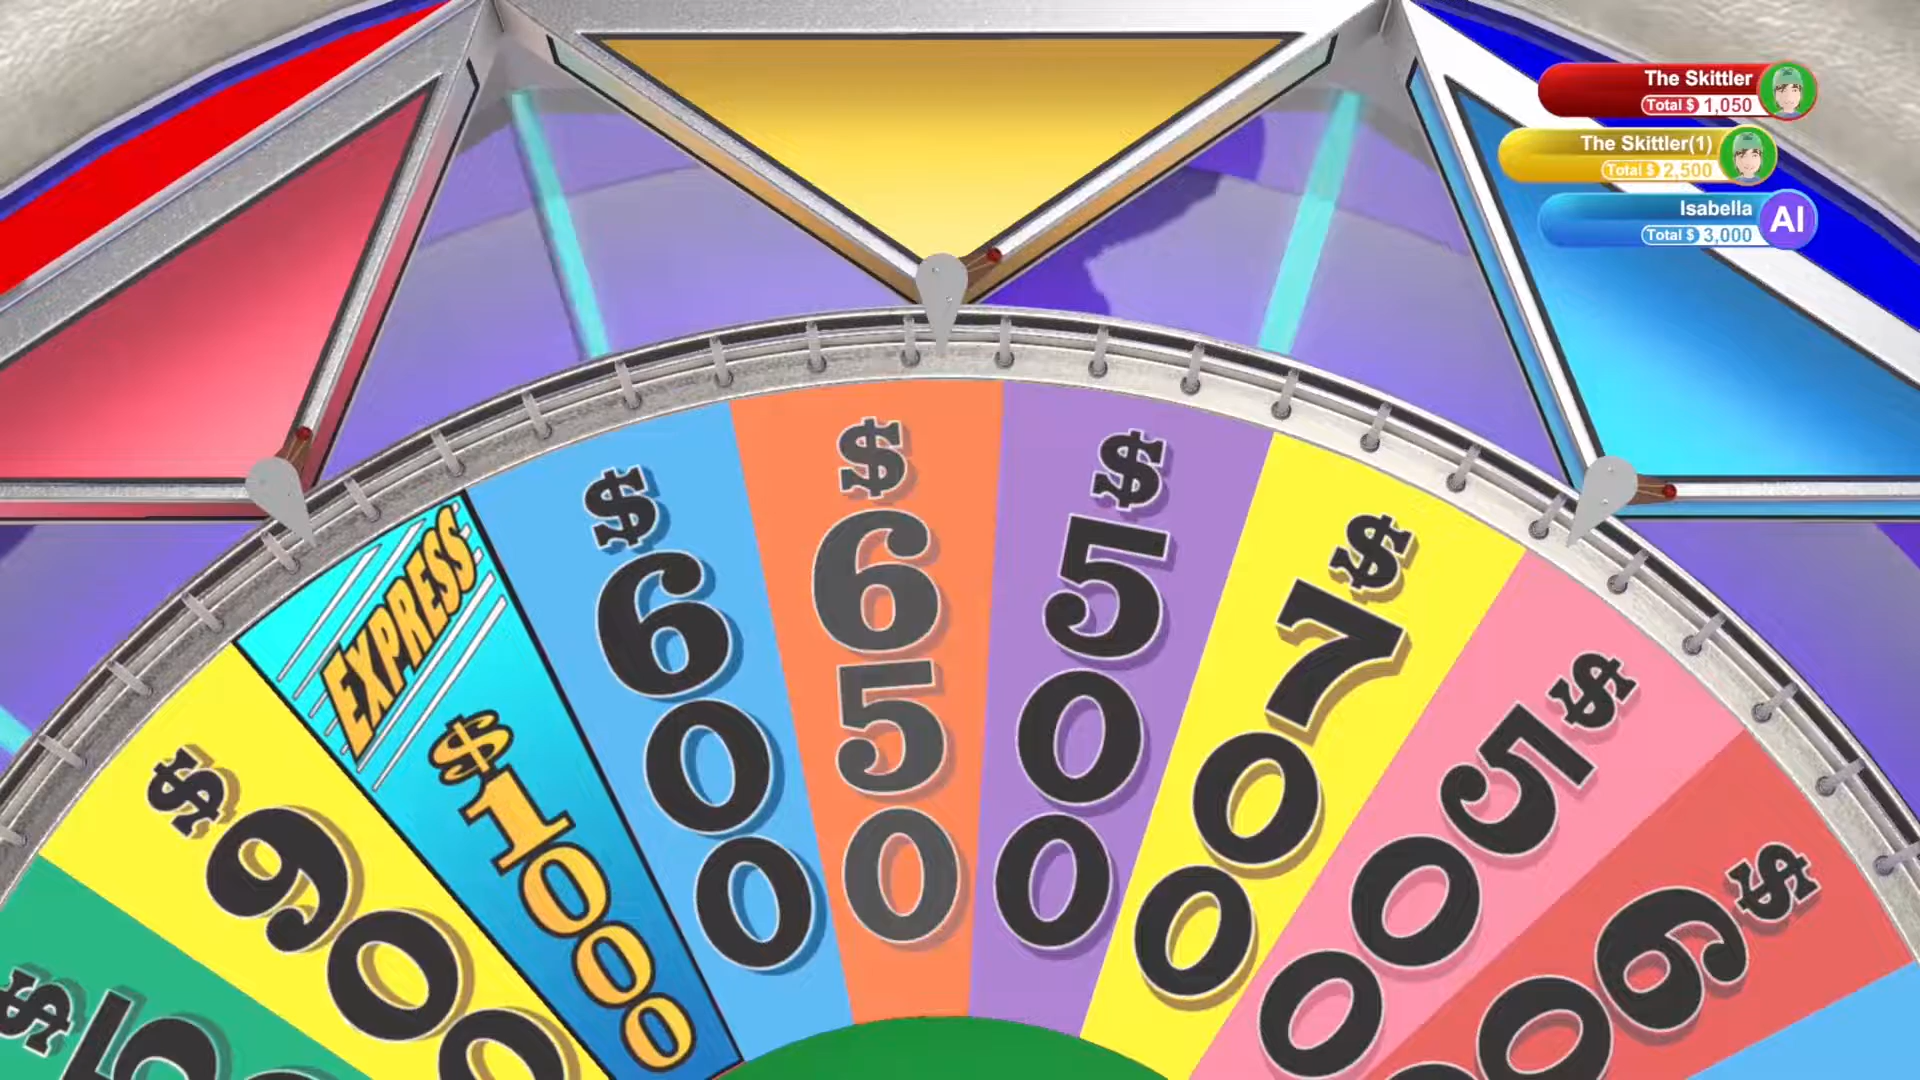 The Skittler
Total $ 1,050
The Skittler(1)
Total $ 2,500
Isabella
AI
Total $ 3,000
$900
EXPRESS
$1000
$600
$650
$500
$700
$500